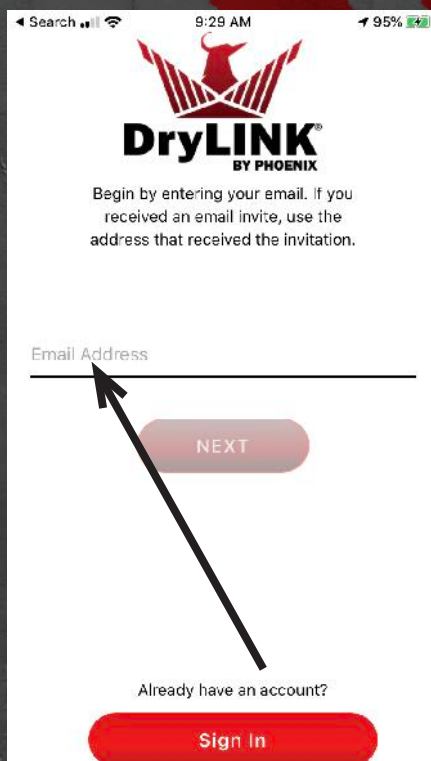 Search 9:29 AM 95%
DryLINK®
BY PHOENIX
Begin by entering your email. If you
received an email invite, use the
address that received the invitation.
Email Address
NEXT
Already have an account?
Sign In